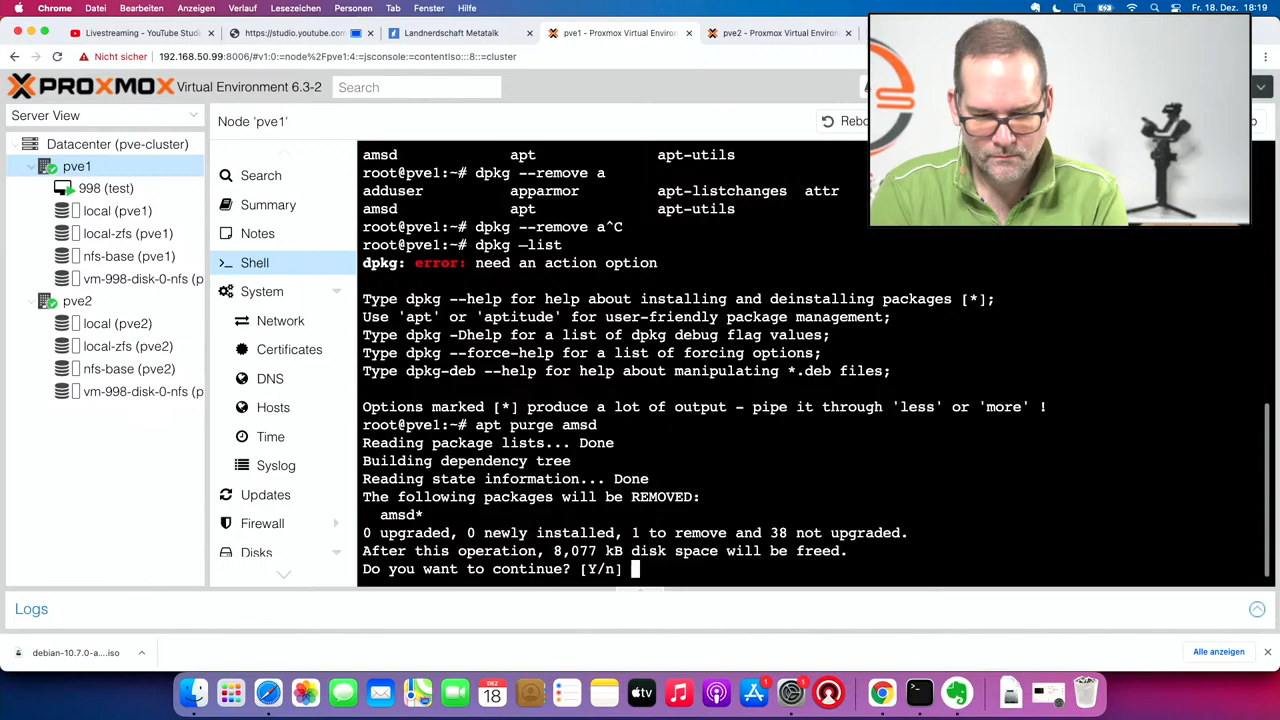 Chrome Datei Bearbeiten Anzeigen Verlauf Lesezeichen Personen Tab Fenster Hilfe
Fr. 18. Dez. 18:19
Livestreaming - YouTube Studi
https://studio.youtube.com
Landnerdschaft Metatalk
pve1 - Proxmox Virtual Environ
pve2 - Proxmox Virtual Environ
Nicht sicher 192.168.50.99:8006/#v1:0:=node%2Fpve1:4:=jsconsole=contentIso:::8::=cluster
PROXMOX Virtual Environment 6.3-2
Search
Server View
Node 'pve1'
Rebo
Datacenter (pve-cluster)
pve1
998 (test)
local (pve1)
local-zfs (pve1)
nfs-base (pve1)
vm-998-disk-0-nfs (p
pve2
local (pve2)
local-zfs (pve2)
nfs-base (pve2)
vm-998-disk-0-nfs (p
Search
Summary
Notes
Shell
System
Network
Certificates
DNS
Hosts
Time
Syslog
Updates
Firewall
Disks
amsd apt apt-utils
root@pve1:~# dpkg --remove a
adduser apparmor apt-listchanges attr
amsd apt apt-utils
root@pve1:~# dpkg --remove a^C
root@pve1:~# dpkg —list
dpkg: error: need an action option
Type dpkg --help for help about installing and deinstalling packages [*];
Use 'apt' or 'aptitude' for user-friendly package management;
Type dpkg -Dhelp for a list of dpkg debug flag values;
Type dpkg --force-help for a list of forcing options;
Type dpkg-deb --help for help about manipulating *.deb files;
Options marked [*] produce a lot of output - pipe it through 'less' or 'more' !
root@pve1:~# apt purge amsd
Reading package lists... Done
Building dependency tree
Reading state information... Done
The following packages will be REMOVED:
amsd*
0 upgraded, 0 newly installed, 1 to remove and 38 not upgraded.
After this operation, 8,077 kB disk space will be freed.
Do you want to continue? [Y/n]
Logs
debian-10.7.0-a....iso
Alle anzeigen
DEZ
18
tv
1
1